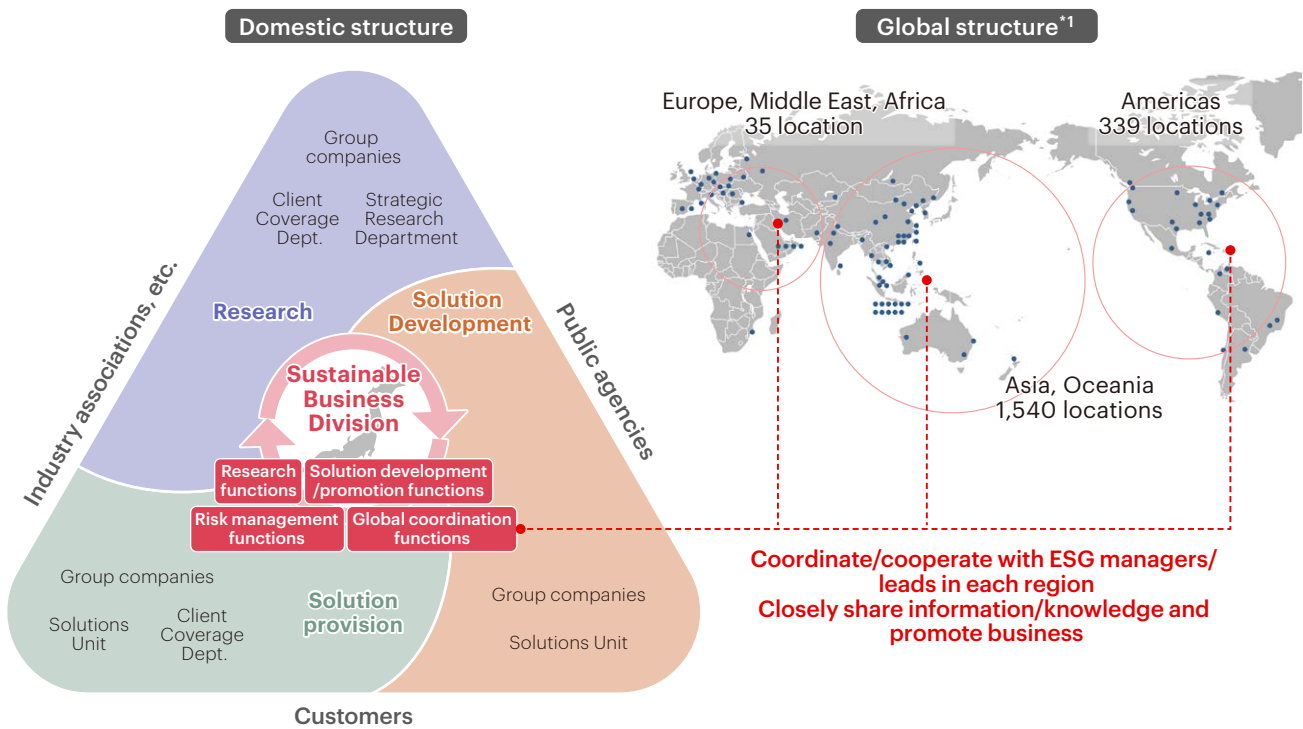 Domestic structure
Group
companies
Client
Coverage
Dept.
Strategic
Research
Department
Research
Solution
Development
Industry associations, etc.
Public agencies
Sustainable
Business
Division
Research
functions
Solution development
/promotion functions
Risk management
functions
Global coordination
functions
Group companies
Solutions
Unit
Client
Coverage
Dept.
Solution
provision
Group companies
Solutions Unit
Customers
Global structure*1
Europe, Middle East, Africa
35 location
Americas
339 locations
Asia, Oceania
1,540 locations
Coordinate/cooperate with ESG managers/
leads in each region
Closely share information/knowledge and
promote business